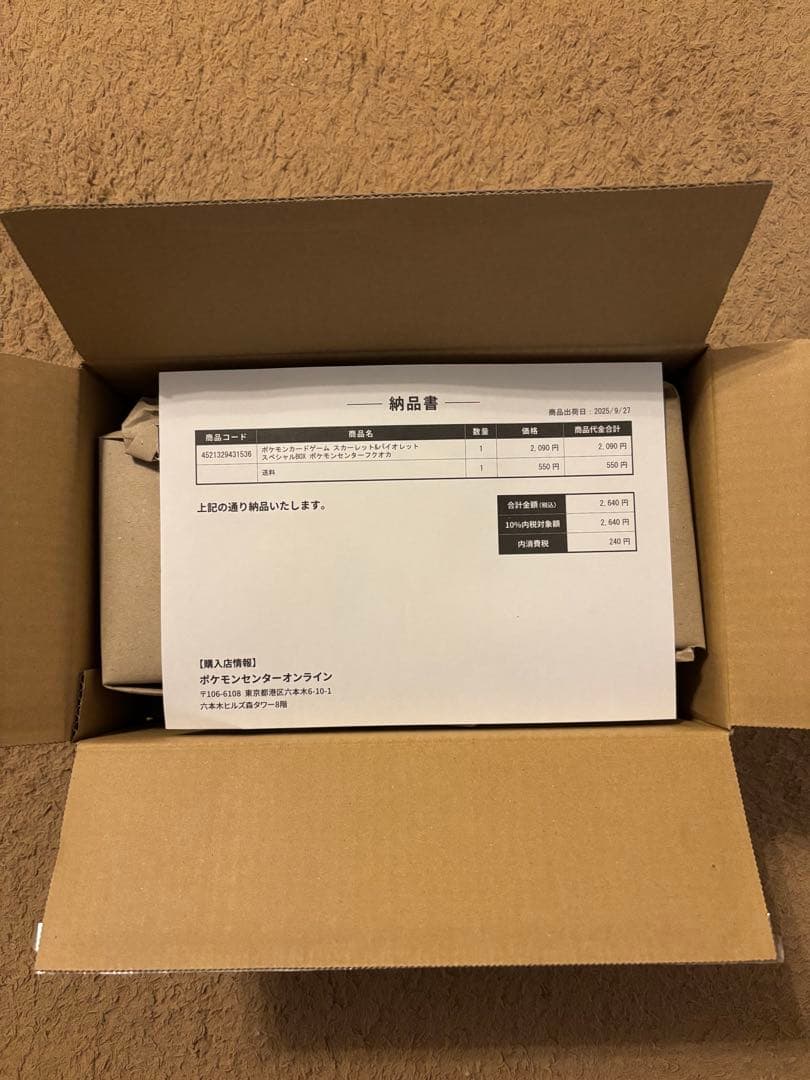 納品書
商品出荷日：2025/9/27
商品コード 商品名 数量 価格 商品代金合計
4521329431536 ポケモンカードゲーム スカーレット&バイオレット 1 2,090 円 2,090 円
スペシャルBOX ポケモンセンターフクオカ
送料 1 550 円 550 円
上記の通り納品いたします。
合計金額(税込) 2,640 円
10%内税対象額 2,640 円
内消費税 240 円
【購入店情報】
ポケモンセンターオンライン
〒106-6108 東京都港区六本木6-10-1
六本木ヒルズ森タワー8階